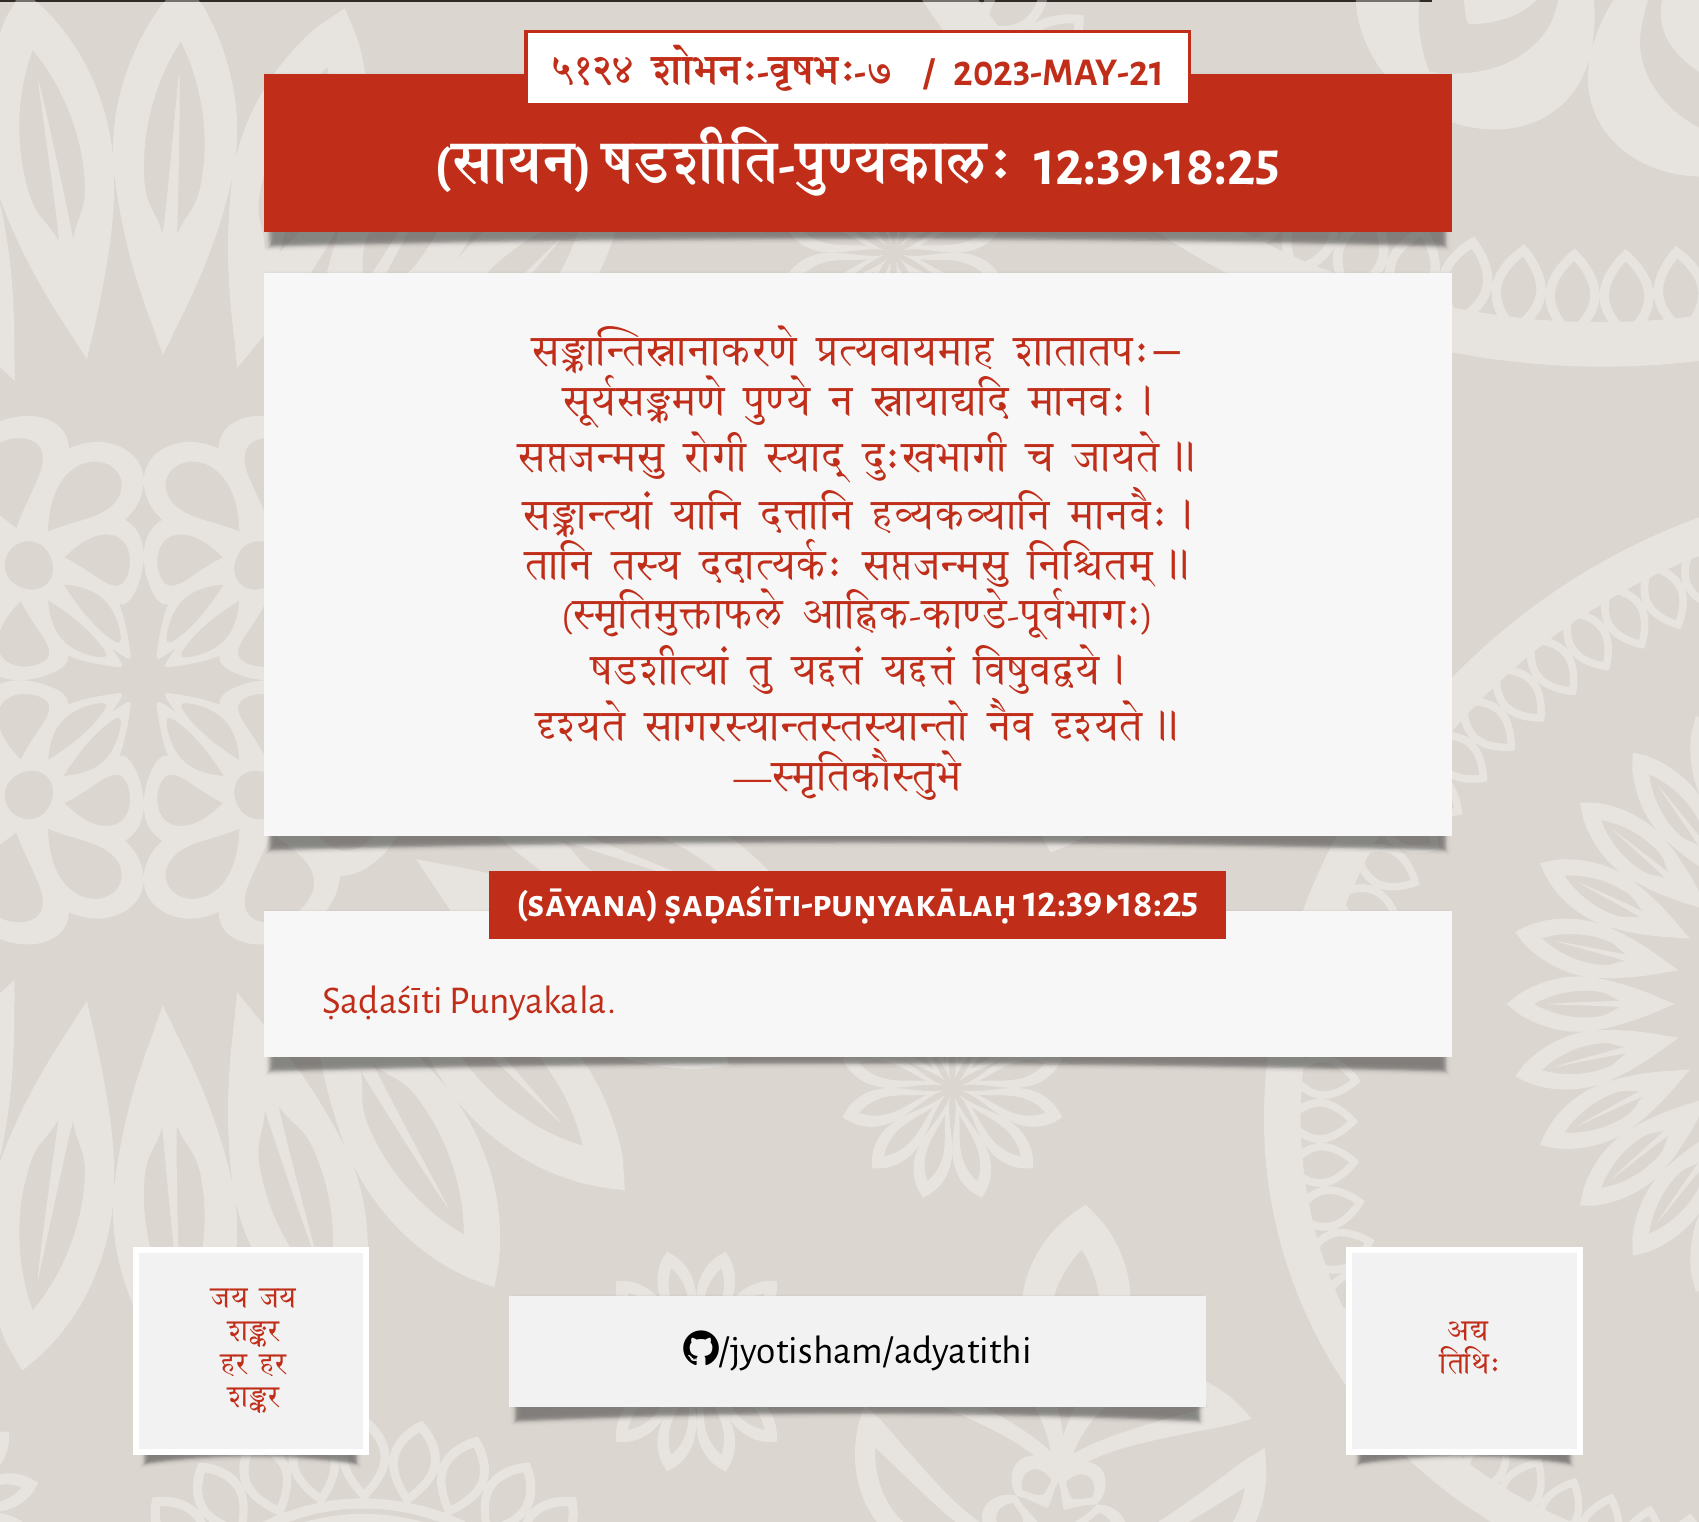 ५१२४ शोभनः-वृषभः-७ / 2023-MAY-21
(सायन) षडशीति-पुण्यकालः 12:39▸18:25
सङ्क्रान्तिस्नानाकरणे प्रत्यवायमाह शातातपः—
सूर्यसङ्क्रमणे पुण्ये न स्नायाद्यदि मानवः ।
सप्तजन्मसु रोगी स्याद् दुःखभागी च जायते ॥
सङ्क्रान्त्यां यानि दत्तानि हव्यकव्यानि मानवैः ।
तानि तस्य ददात्यर्कः सप्तजन्मसु निश्चितम् ॥
(स्मृतिमुक्ताफले आह्निक-काण्डे-पूर्वभागः)
षडशीत्यां तु यद्दत्तं यद्दत्तं विषुवद्वये ।
दृश्यते सागरस्यान्तस्तस्यान्तो नैव दृश्यते ॥
—स्मृतिकौस्तुभे
(SĀYANA) ṢAḌAŚĪTI-PUṆYAKĀLAḤ 12:39▸18:25
Ṣaḍaśīti Punyakala.
जय जय
शङ्कर
हर हर
शङ्कर
/jyotisham/adyatithi
अद्य
तिथिः